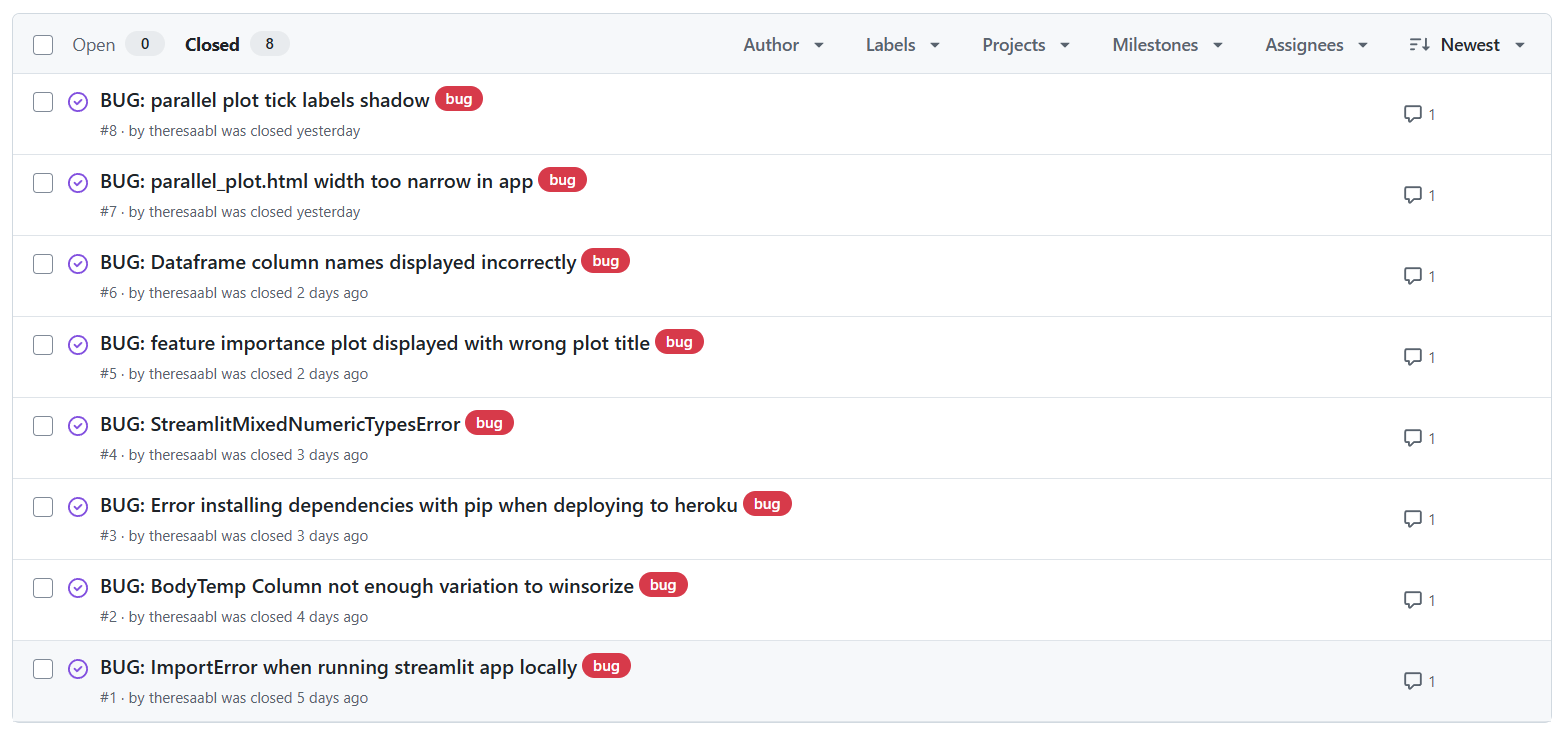 Open 0 Closed 8 Author Labels Projects Milestones Assignees Newest
BUG: parallel plot tick labels shadow bug
#8 · by theresaabl was closed yesterday 1
BUG: parallel_plot.html width too narrow in app bug
#7 · by theresaabl was closed yesterday 1
BUG: Dataframe column names displayed incorrectly bug
#6 · by theresaabl was closed 2 days ago 1
BUG: feature importance plot displayed with wrong plot title bug
#5 · by theresaabl was closed 2 days ago 1
BUG: StreamlitMixedNumericTypesError bug
#4 · by theresaabl was closed 3 days ago 1
BUG: Error installing dependencies with pip when deploying to heroku bug
#3 · by theresaabl was closed 3 days ago 1
BUG: BodyTemp Column not enough variation to winsorize bug
#2 · by theresaabl was closed 4 days ago 1
BUG: ImportError when running streamlit app locally bug
#1 · by theresaabl was closed 5 days ago 1